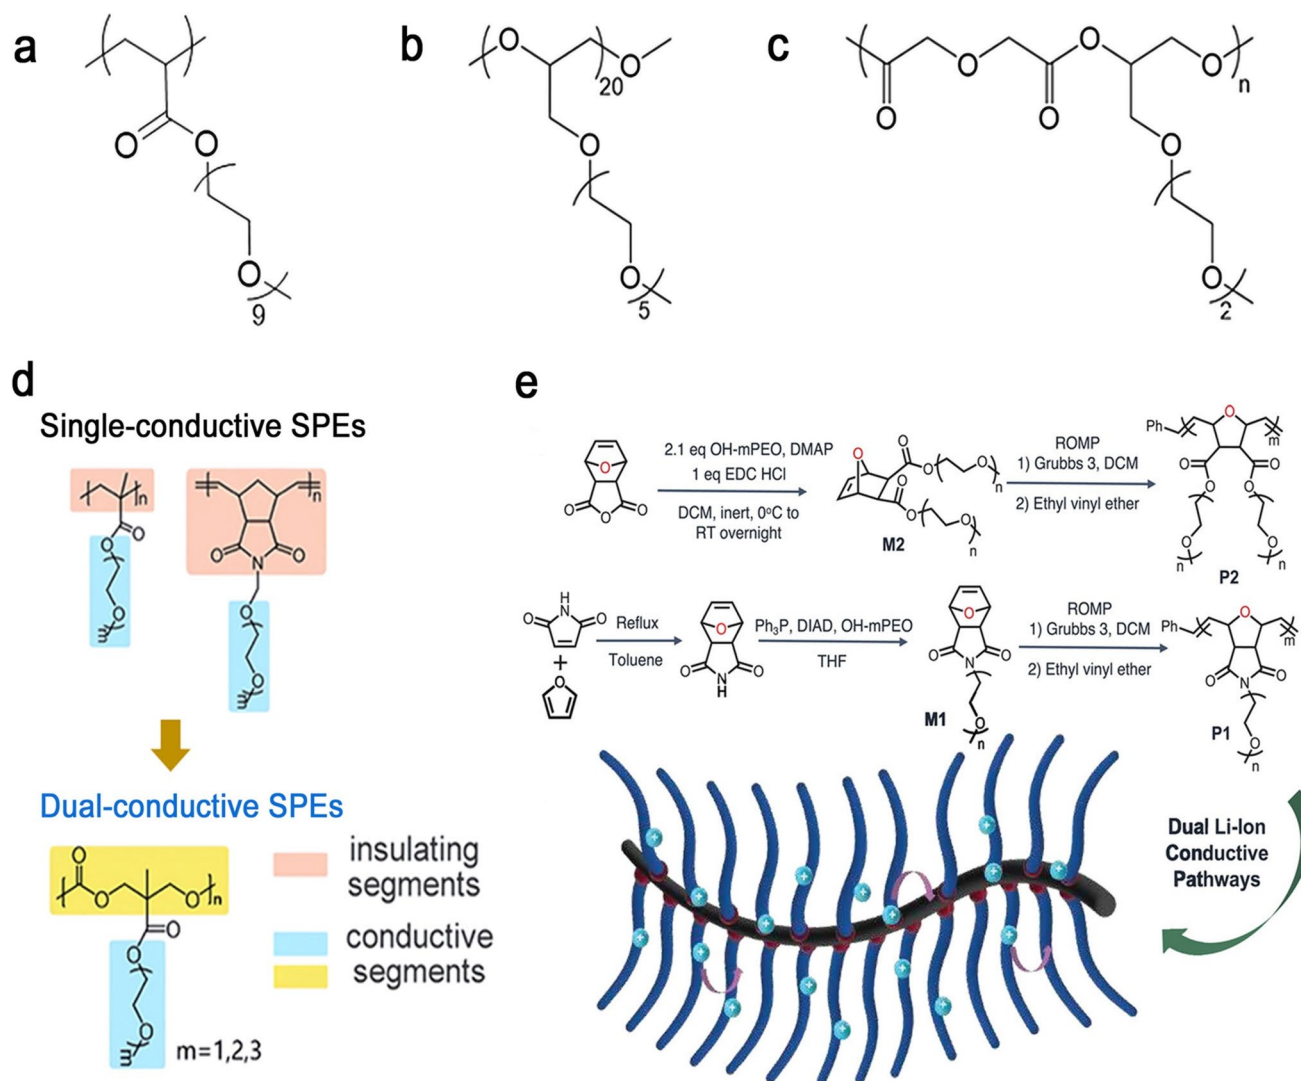 a
b
c
O
O
9
O
O
20
O
O
5
O
O
O
O
O
n
O
O
2
d
Single-conductive SPEs
n
O
O
O
m
n
O
O
N
O
O
m
Dual-conductive SPEs
O
O
O
n
O
O
O
m
m=1,2,3
insulating
segments
conductive
segments
e
O
O
O
O
2.1 eq OH-mPEO, DMAP
1 eq EDC HCl
DCM, inert, 0°C to
RT overnight
O
O
O
O
n
O
O
O
n
M2
ROMP
1) Grubbs 3, DCM
2) Ethyl vinyl ether
Ph
O
m
O
O
O
O
O
O
n
n
P2
H
N
O
O
+
O
Reflux
Toluene
O
O
O
N
H
Ph3P, DIAD, OH-mPEO
THF
O
O
O
N
O
n
M1
ROMP
1) Grubbs 3, DCM
2) Ethyl vinyl ether
Ph
O
m
O
O
N
O
n
P1
Dual Li-Ion
Conductive
Pathways